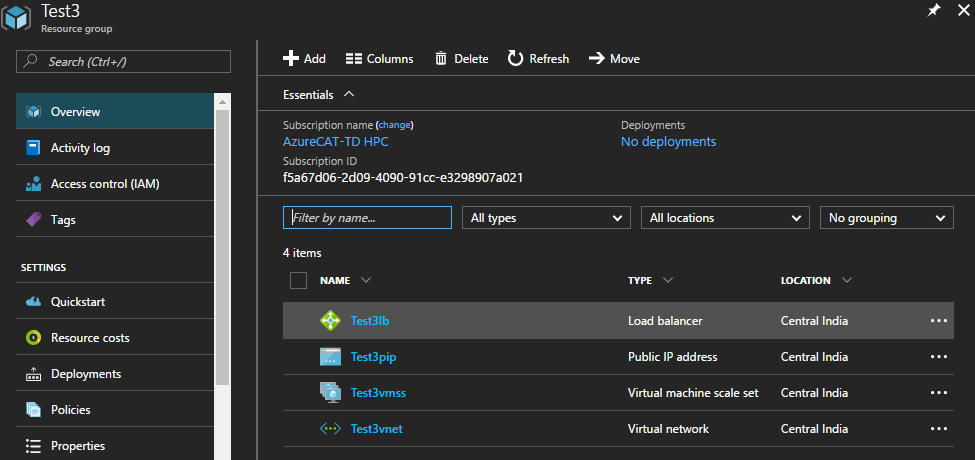 Test3
Resource group
Search (Ctrl+/)
Overview
Activity log
Access control (IAM)
Tags
SETTINGS
Quickstart
Resource costs
Deployments
Policies
Properties
Add Columns Delete Refresh Move
Essentials
Subscription name (change) Deployments
AzureCAT-TD HPC No deployments
Subscription ID
f5a67d06-2d09-4090-91cc-e3298907a021
Filter by name... All types All locations No grouping
4 items
NAME TYPE LOCATION
Test3lb Load balancer Central India ...
Test3pip Public IP address Central India ...
Test3vmss Virtual machine scale set Central India ...
Test3vnet Virtual network Central India ...